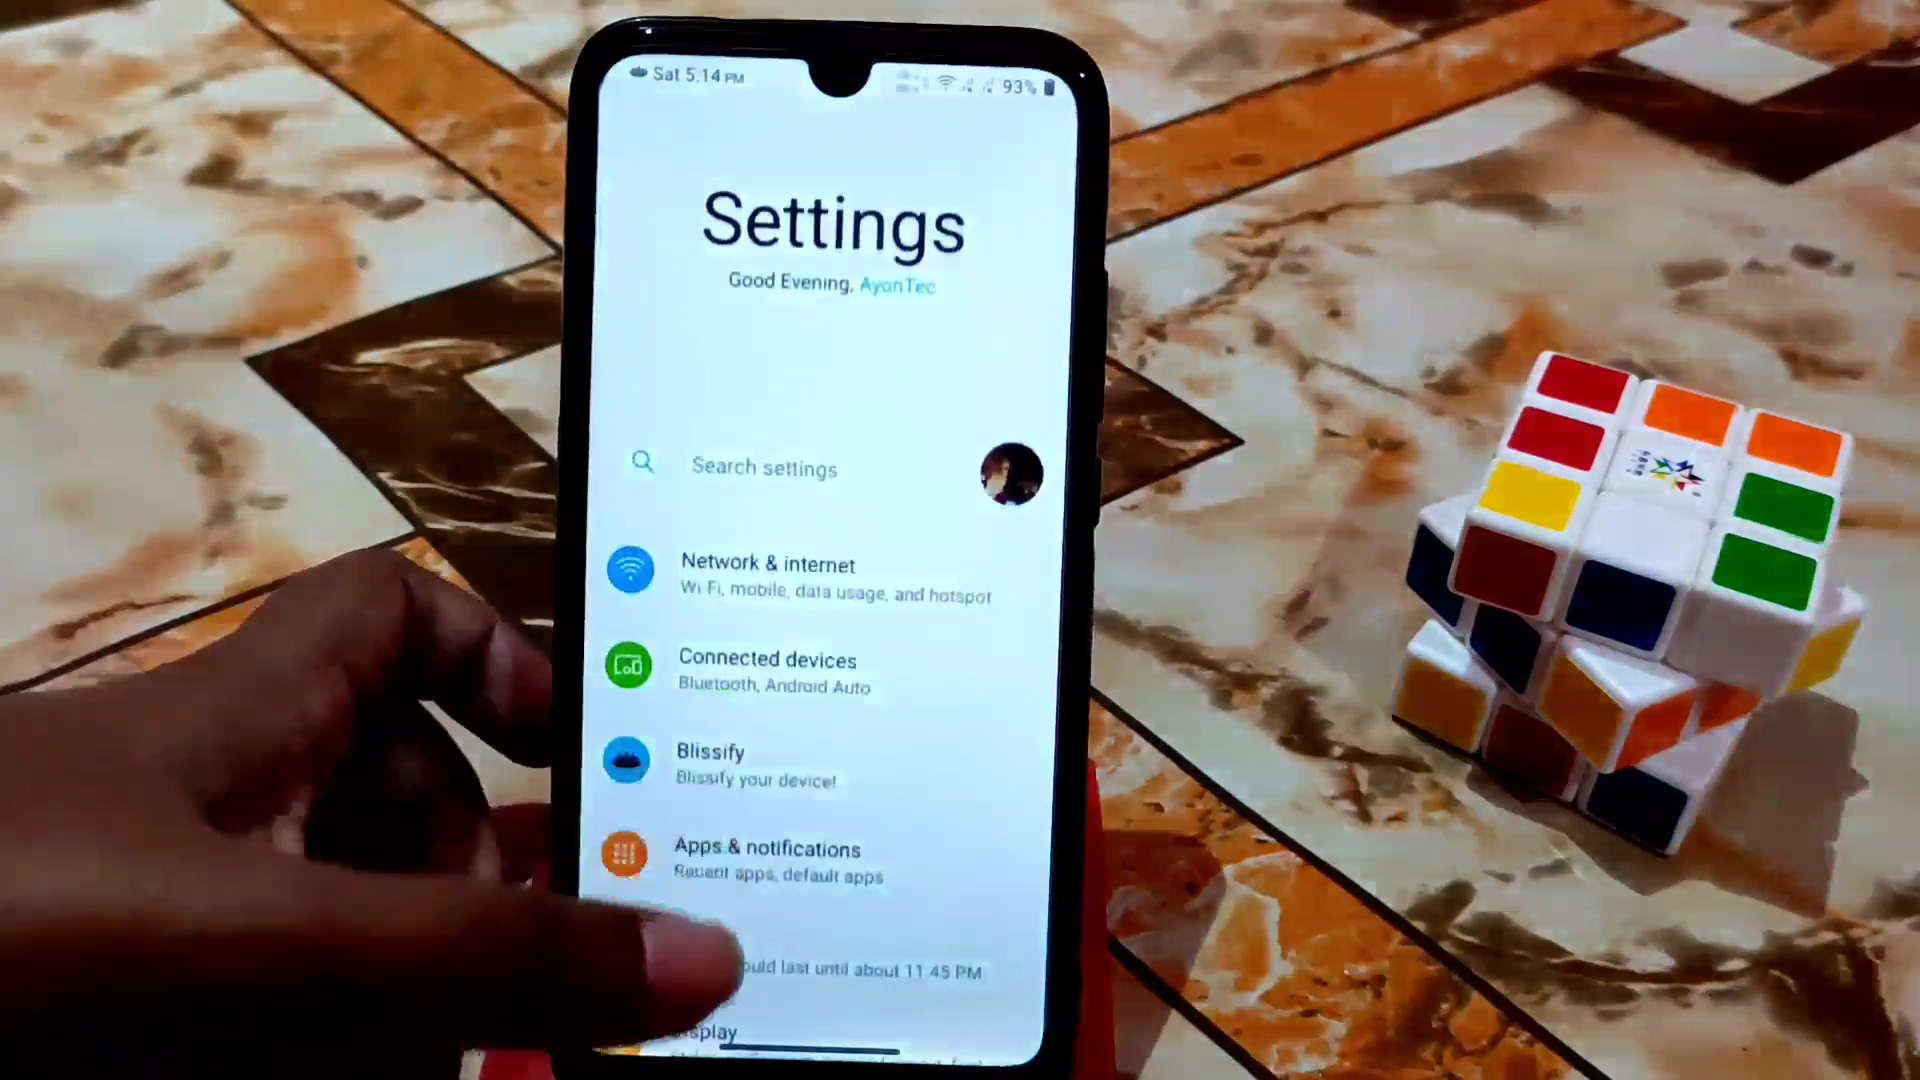 Sat 5.14 PM
93%
Settings
Good Evening, AyanTec
Search settings
Network & internet
Wi Fi, mobile, data usage, and hotspot
Connected devices
Bluetooth, Android Auto
Blissify
Blissify your device!
Apps & notifications
Recent apps, default apps
ould last until about 11 45 PM
splay